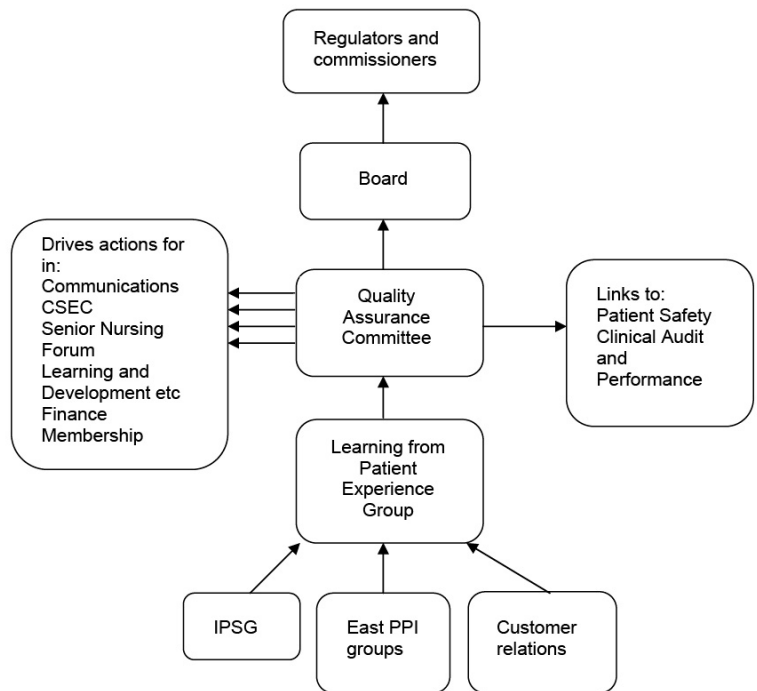 Regulators and
commissioners
Board
Drives actions for
in:
Communications
CSEC
Senior Nursing
Forum
Learning and
Development etc
Finance
Membership
Quality
Assurance
Committee
Links to:
Patient Safety
Clinical Audit
and
Performance
Learning from
Patient
Experience
Group
IPSG
East PPI
groups
Customer
relations